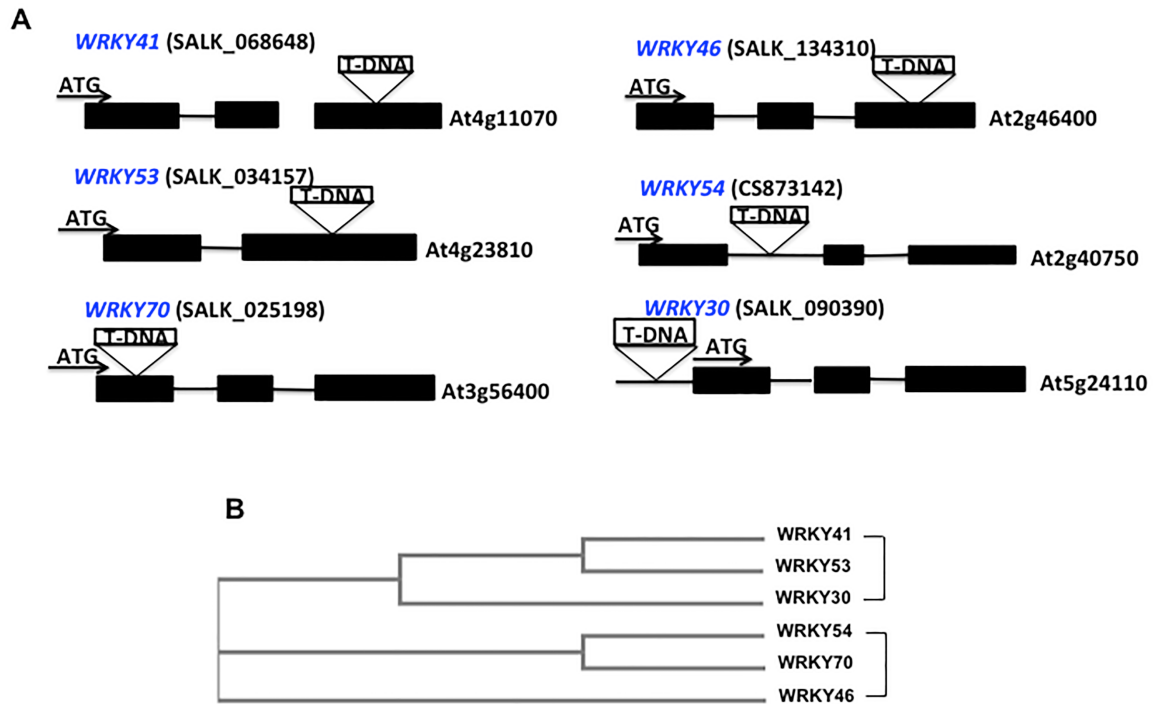 A
WRKY41 (SALK_068648)
T-DNA
ATG
At4g11070
WRKY46 (SALK_134310)
T-DNA
ATG
At2g46400
WRKY53 (SALK_034157)
T-DNA
ATG
At4g23810
WRKY54 (CS873142)
T-DNA
ATG
At2g40750
WRKY70 (SALK_025198)
T-DNA
ATG
At3g56400
WRKY30 (SALK_090390)
T-DNA
ATG
At5g24110
B
WRKY41
WRKY53
WRKY30
WRKY54
WRKY70
WRKY46